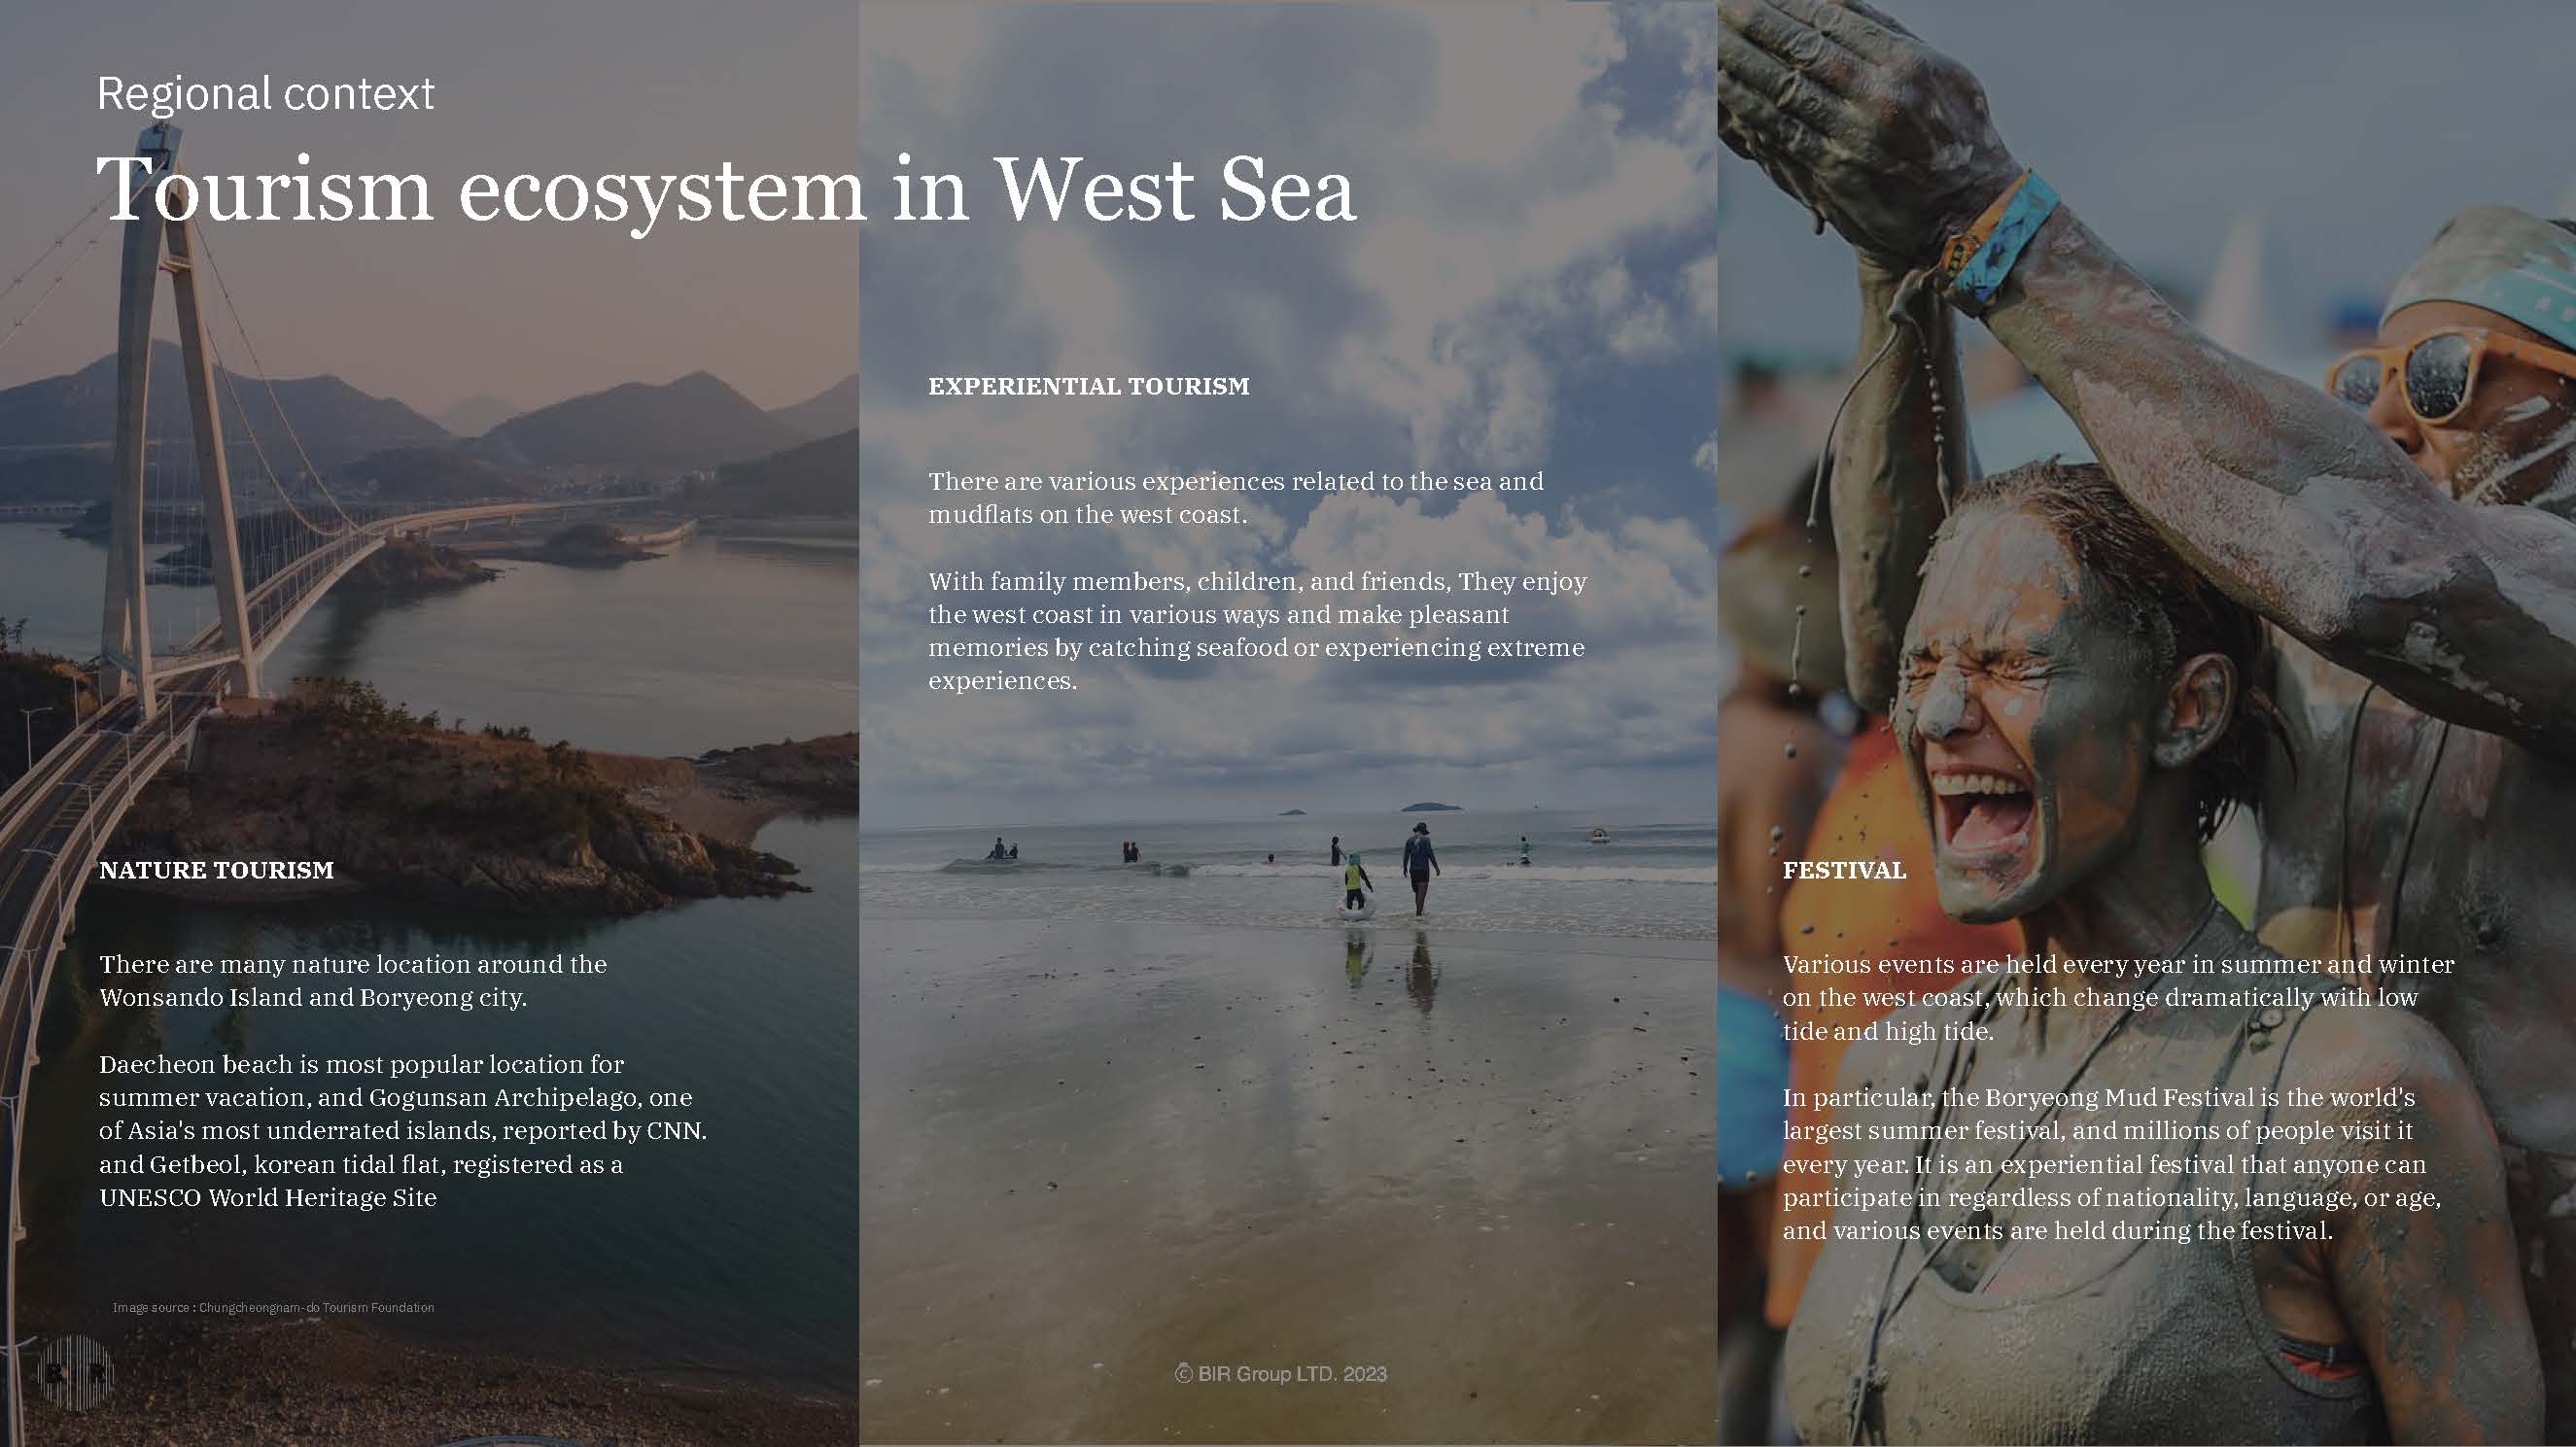 Regional context
Tourism ecosystem in West Sea
NATURE TOURISM
There are many nature location around the
Wonsando Island and Boryeong city.
Daecheon beach is most popular location for
summer vacation, and Gogunsan Archipelago, one
of Asia's most underrated islands, reported by CNN.
and Getbeol, korean tidal flat, registered as a
UNESCO World Heritage Site
Image source : Chungcheongnam-do Tourism Foundation
EXPERIENTIAL TOURISM
There are various experiences related to the sea and
mudflats on the west coast.
With family members, children, and friends, They enjoy
the west coast in various ways and make pleasant
memories by catching seafood or experiencing extreme
experiences.
FESTIVAL
Various events are held every year in summer and winter
on the west coast, which change dramatically with low
tide and high tide.
In particular, the Boryeong Mud Festival is the world's
largest summer festival, and millions of people visit it
every year. It is an experiential festival that anyone can
participate in regardless of nationality, language, or age,
and various events are held during the festival.
© BIR Group LTD. 2023